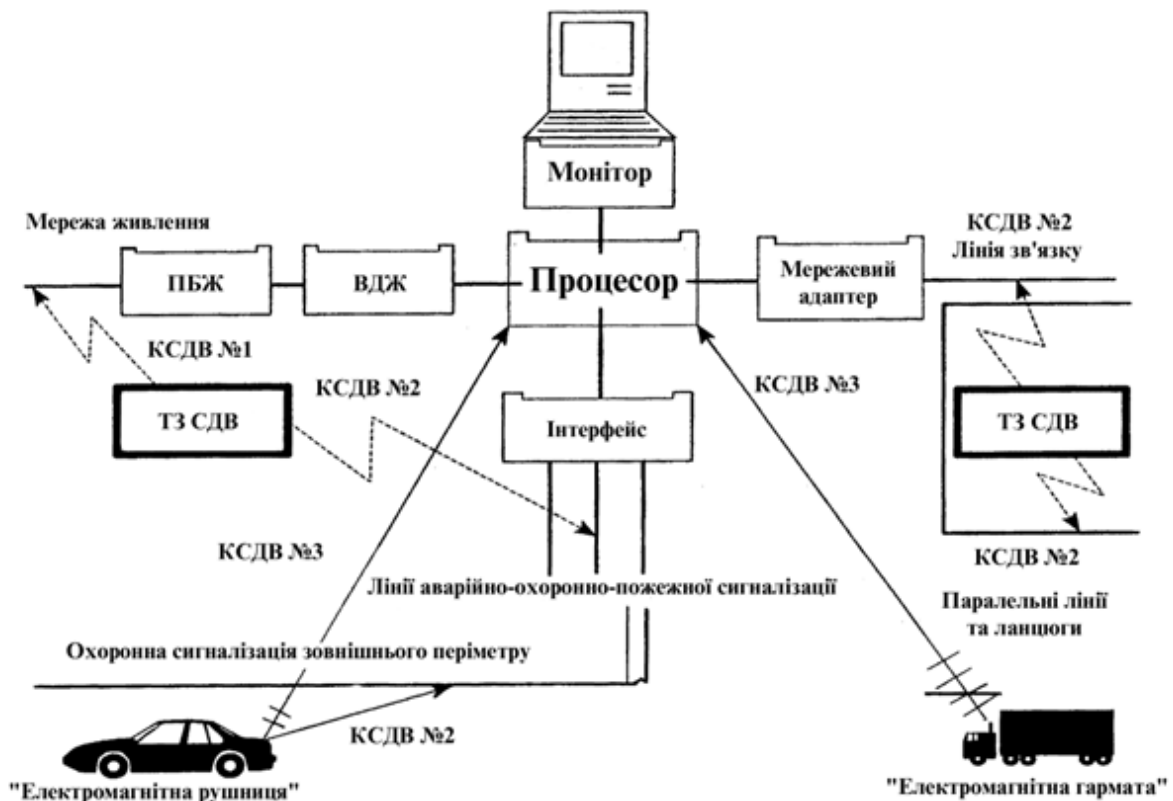 Монітор
Мережа живлення
КСДВ №2
Лінія зв'язку
ПБЖ
ВДЖ
Процесор
Мережевий
адаптер
КСДВ №1
КСДВ №2
КСДВ №3
ТЗ СДВ
Інтерфейс
ТЗ СДВ
КСДВ №3
КСДВ №2
Лінії аварійно-охоронно-пожежної сигналізації
Паралельні лінії
та ланцюги
Охоронна сигналізація зовнішнього периметру
КСДВ №2
"Електромагнітна рушниця"
"Електромагнітна гармата"